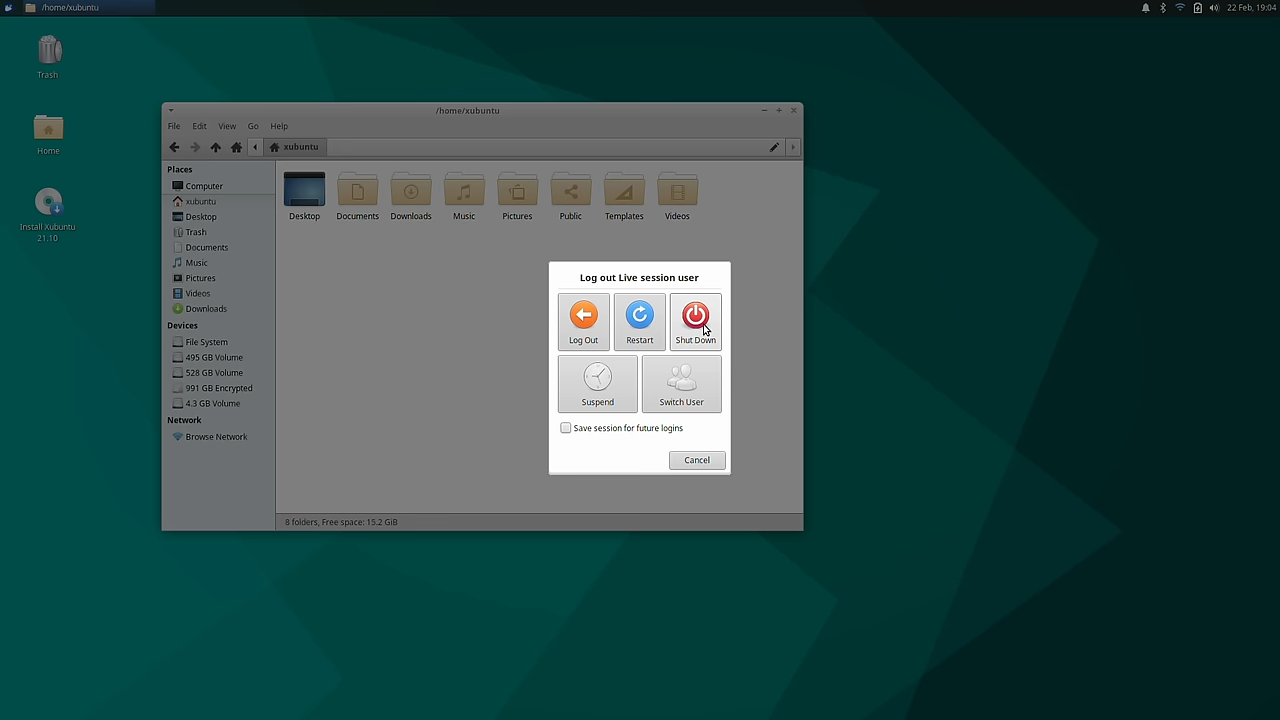 /home/xubuntu
22 Feb, 19:04
Trash
Home
Install Xubuntu
21.10
/home/xubuntu
File Edit View Go Help
xubuntu
Places
Computer
xubuntu
Desktop
Trash
Documents
Music
Pictures
Videos
Downloads
Devices
File System
495 GB Volume
528 GB Volume
991 GB Encrypted
4.3 GB Volume
Network
Browse Network
Desktop Documents Downloads Music Pictures Public Templates Videos
8 folders, Free space: 15.2 GiB
Log out Live session user
Log Out Restart Shut Down
Suspend Switch User
Save session for future logins
Cancel